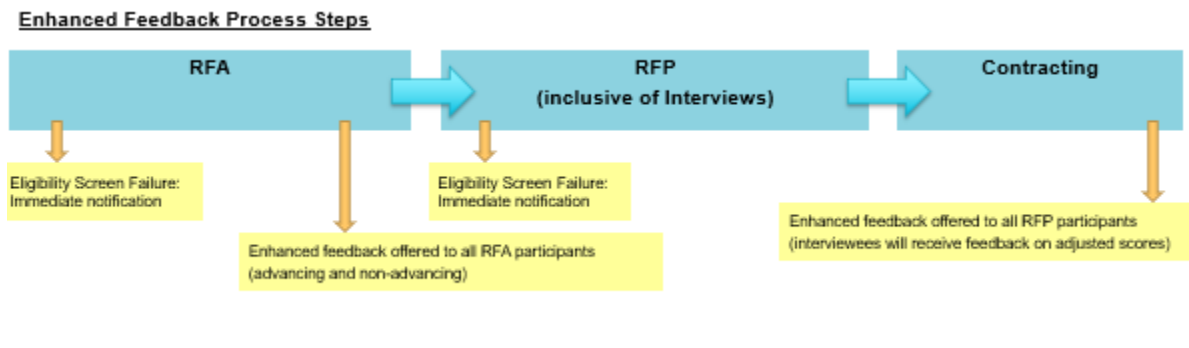 Enhanced Feedback Process Steps
RFA
RFP
(inclusive of Interviews)
Contracting
Eligibility Screen Failure:
Immediate notification
Eligibility Screen Failure:
Immediate notification
Enhanced feedback offered to all RFA participants
(advancing and non-advancing)
Enhanced feedback offered to all RFP participants
(interviewees will receive feedback on adjusted scores)